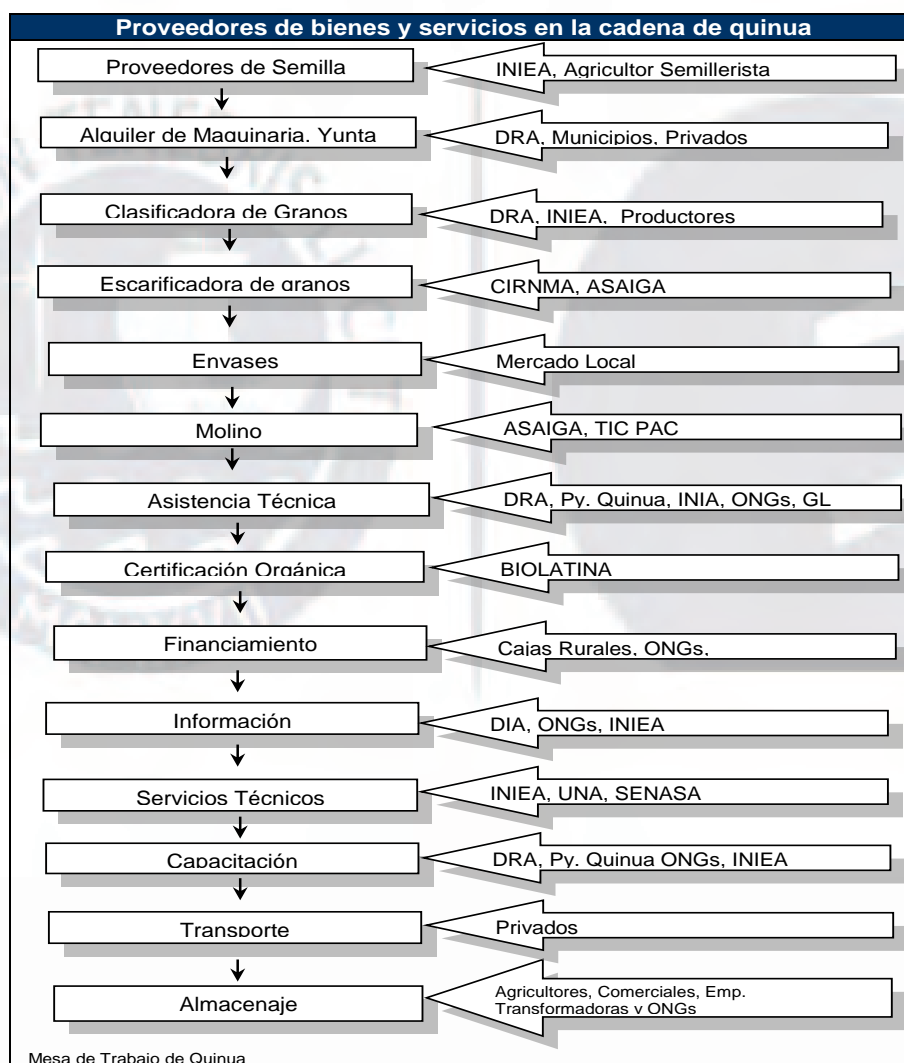 Proveedores de bienes y servicios en la cadena de quinua
Proveedores de Semilla
INIEA, Agricultor Semillerista
Alquiler de Maquinaria, Yunta
DRA, Municipios, Privados
Clasificadora de Granos
DRA, INIEA, Productores
Escarificadora de granos
CIRNMA, ASAIGA
Envases
Mercado Local
Molino
ASAIGA, TIC PAC
Asistencia Técnica
DRA, Py. Quinua, INIA, ONGs, GL
Certificación Orgánica
BIOLATINA
Financiamiento
Cajas Rurales, ONGs,
Información
DIA, ONGs, INIEA
Servicios Técnicos
INIEA, UNA, SENASA
Capacitación
DRA, Py. Quinua ONGs, INIEA
Transporte
Privados
Almacenaje
Agricultores, Comerciales, Emp.
Transformadoras y ONGs
Mesa de Trabajo de Quinua